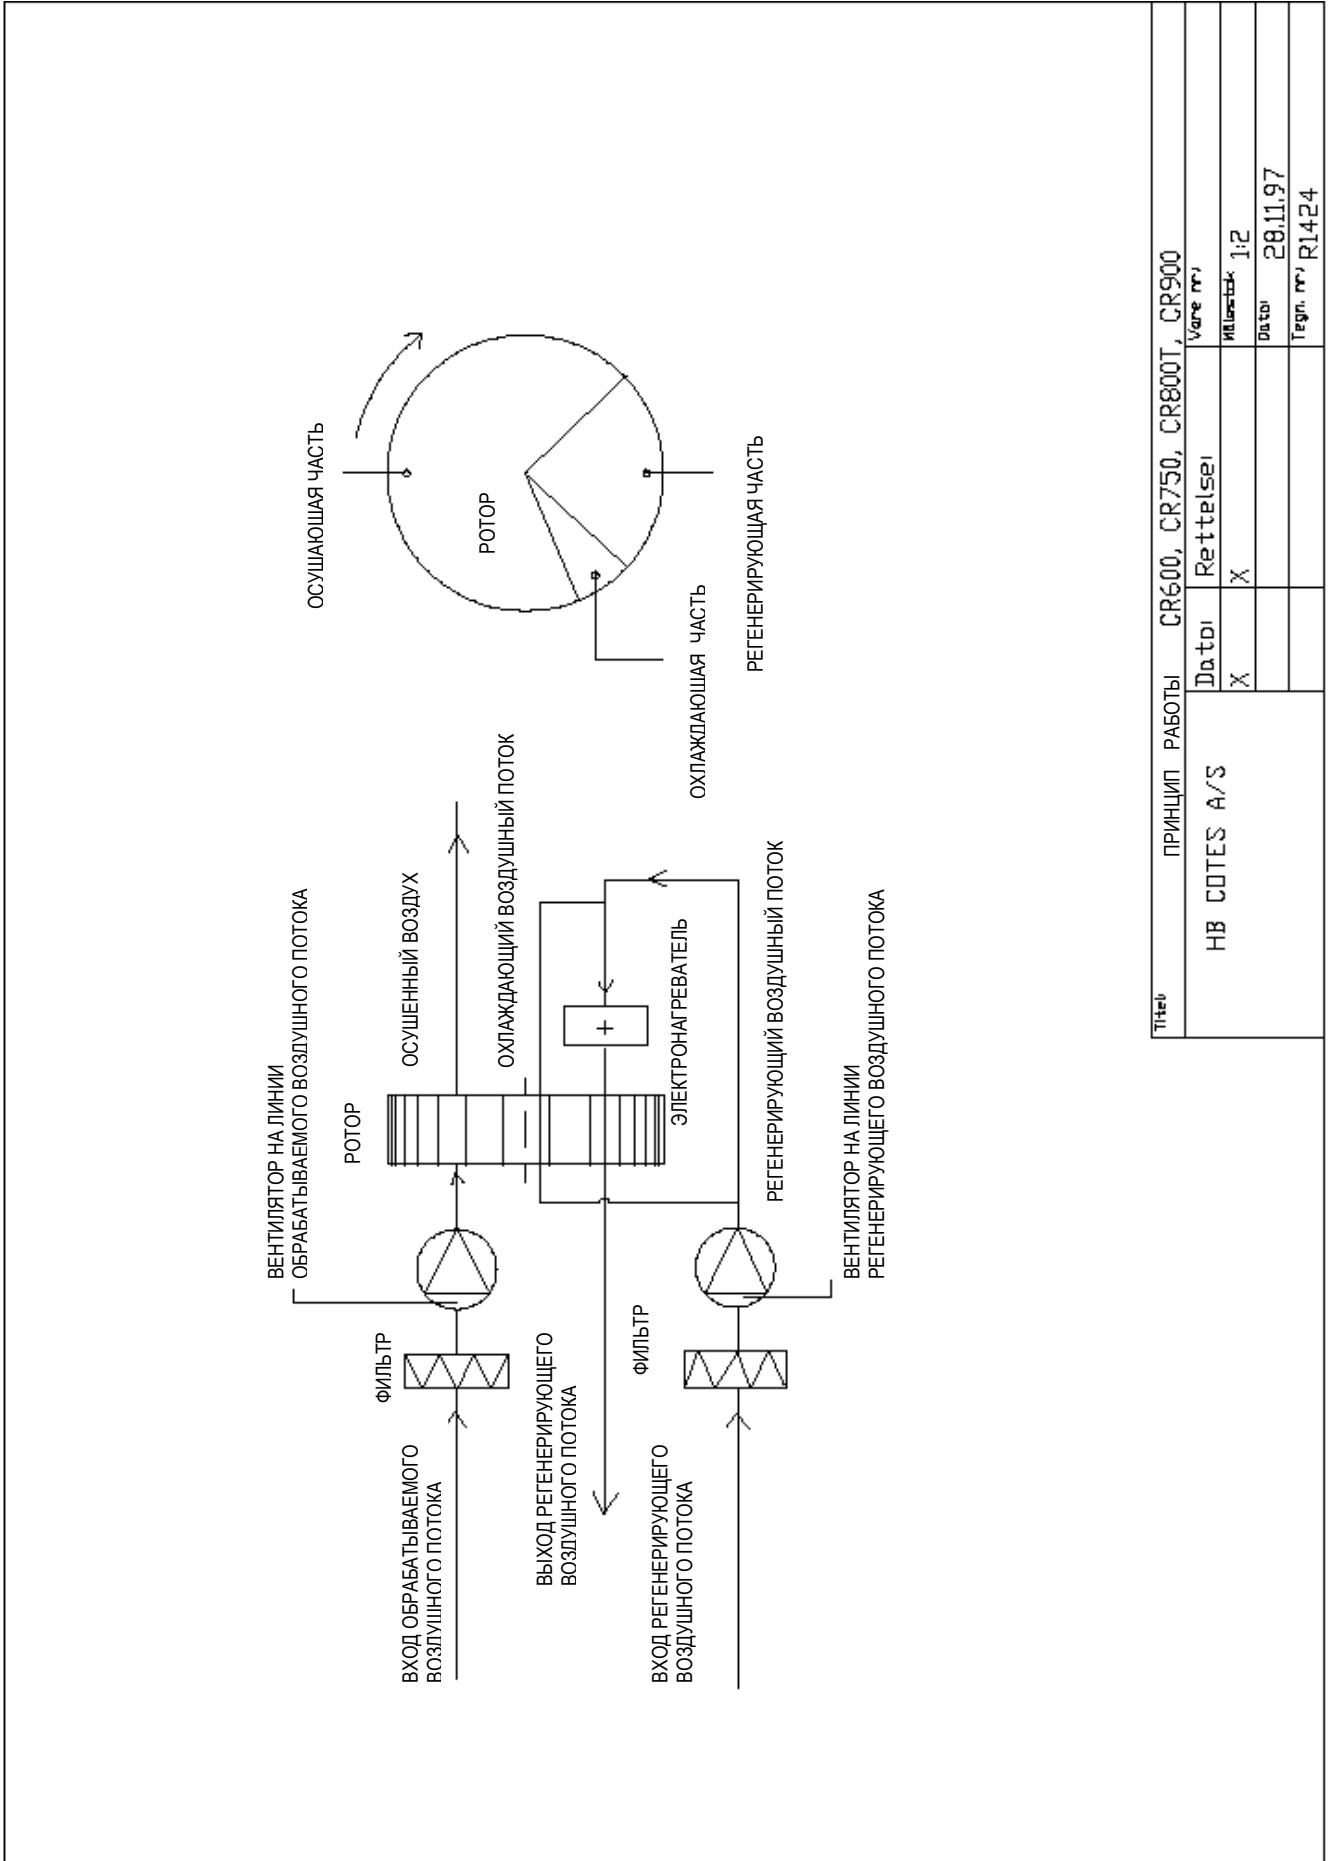 ВЕНТИЛЯТОР НА ЛИНИИ
ОБРАБАТЫВАЕМОГО ВОЗДУШНОГО ПОТОКА
ОСУШАЮШАЯ ЧАСТЬ
РОТОР
ФИЛЬТР
ВХОД ОБРАБАТЫВАЕМОГО
ВОЗДУШНОГО ПОТОКА
ОСУШЕННЫЙ ВОЗДУХ
ОХЛАЖДАЮЩИЙ ВОЗДУШНЫЙ ПОТОК
РОТОР
ВЫХОД РЕГЕНЕРИРУЮЩЕГО
ВОЗДУШНОГО ПОТОКА
ФИЛЬТР
ЭЛЕКТРОНАГРЕВАТЕЛЬ
ОХЛАЖДАЮШАЯ ЧАСТЬ
ВХОД РЕГЕНЕРИРУЮЩЕГО
ВОЗДУШНОГО ПОТОКА
РЕГЕНЕРИРУЮЩИЙ ВОЗДУШНЫЙ ПОТОК
РЕГЕНЕРИРУЮЩАЯ ЧАСТЬ
ВЕНТИЛЯТОР НА ЛИНИИ
РЕГЕНЕРИРУЮЩЕГО ВОЗДУШНОГО ПОТОКА
Titel: ПРИНЦИП РАБОТЫ CR600, CR750, CR800T, CR900
HB COTES A/S
Dato: Rettelse: Vare nr.:
X X Målestok: 1:2
Dato: 28.11.97
Tegn. nr.: R1424